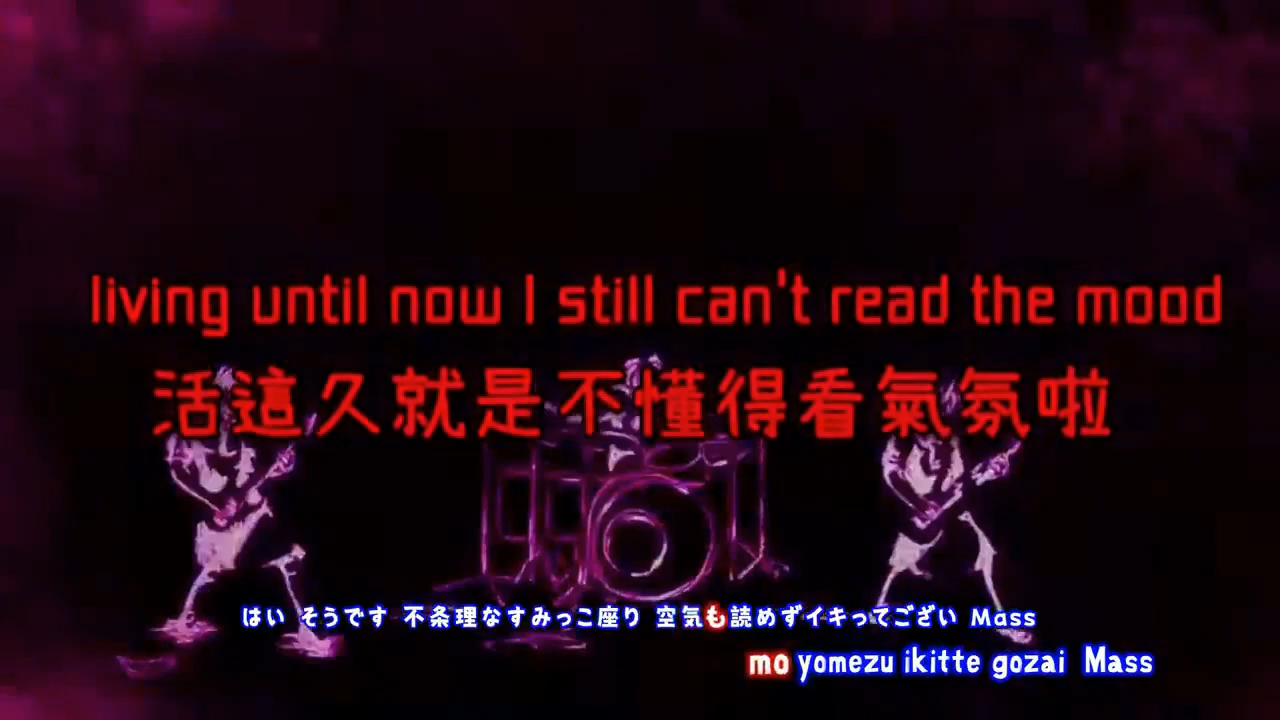 living until now I still can't read the mood
活這久就是不懂得看氣氛啦
はい そうです 不条理なすみっこ座り 空気も読めずイキってござい Mass
mo yomezu ikitte gozai Mass